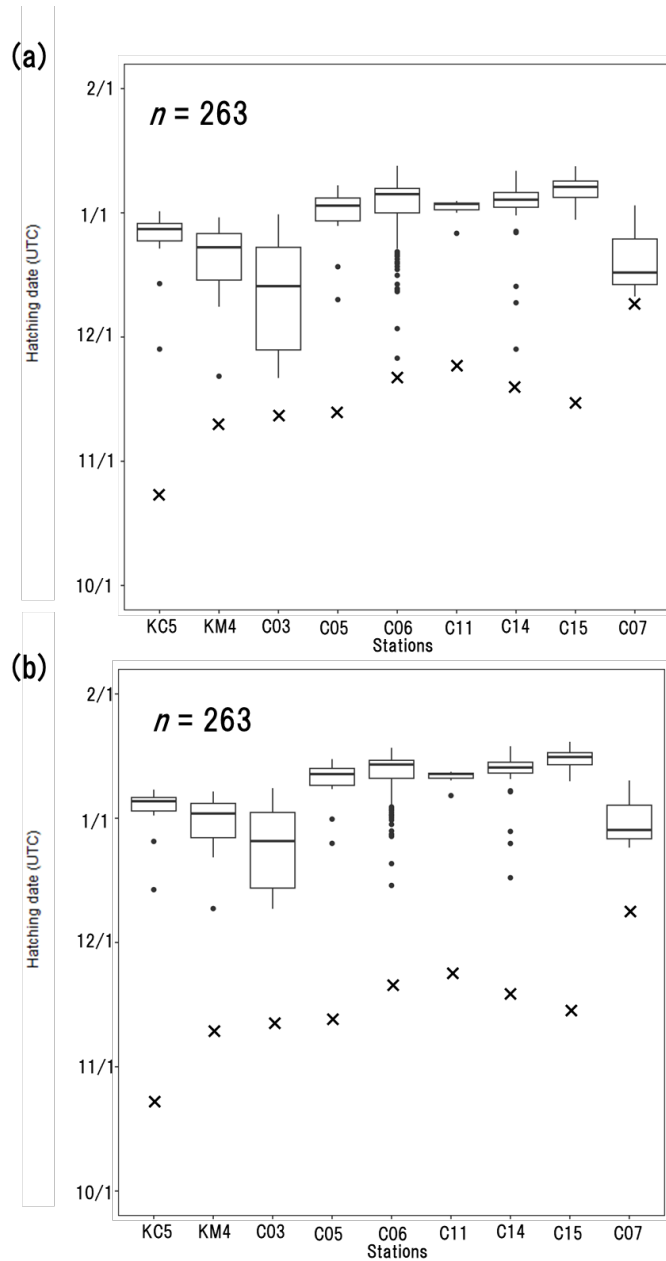 (a)
n = 263
Hatching date (UTC)
2/1
1/1
12/1
11/1
10/1
KC5 KM4 C03 C05 C06 C11 C14 C15 C07
Stations
(b)
n = 263
Hatching date (UTC)
2/1
1/1
12/1
11/1
10/1
KC5 KM4 C03 C05 C06 C11 C14 C15 C07
Stations